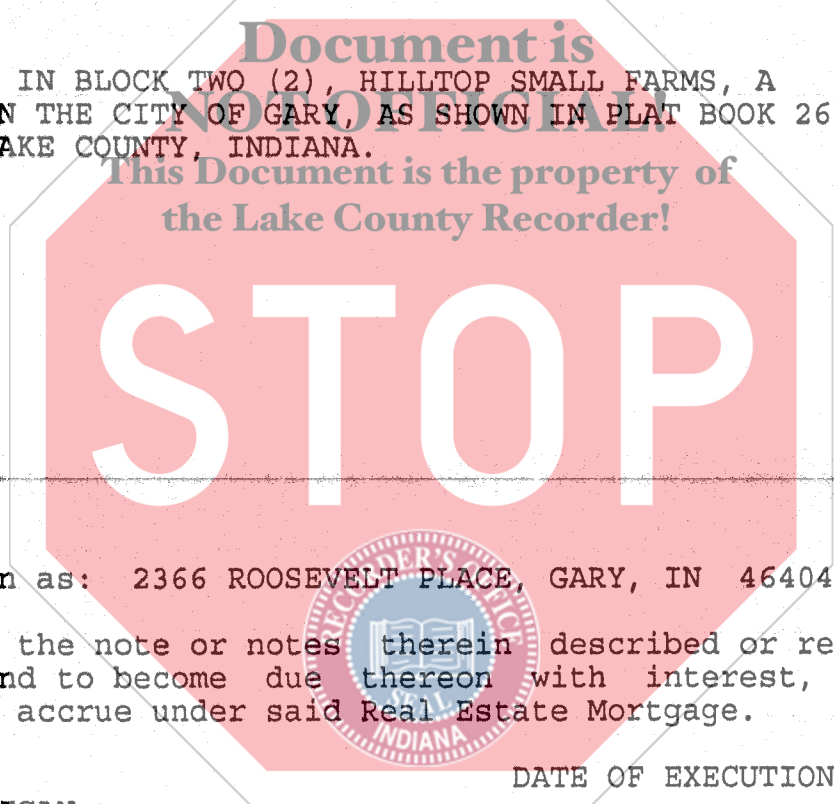 Document is
IN BLOCK TWO (2), HILLTOP SMALL FARMS, A
NOT OFFICIAL!
N THE CITY OF GARY, AS SHOWN IN PLAT BOOK 26
AKE COUNTY, INDIANA.
This Document is the property of
the Lake County Recorder!
STOP
n as: 2366 ROOSEVELT PLACE, GARY, IN 46404
RECORDER'S OFFICE
SEAL
INDIANA
the note or notes therein described or re
nd to become due thereon with interest,
accrue under said Real Estate Mortgage.
DATE OF EXECUTION